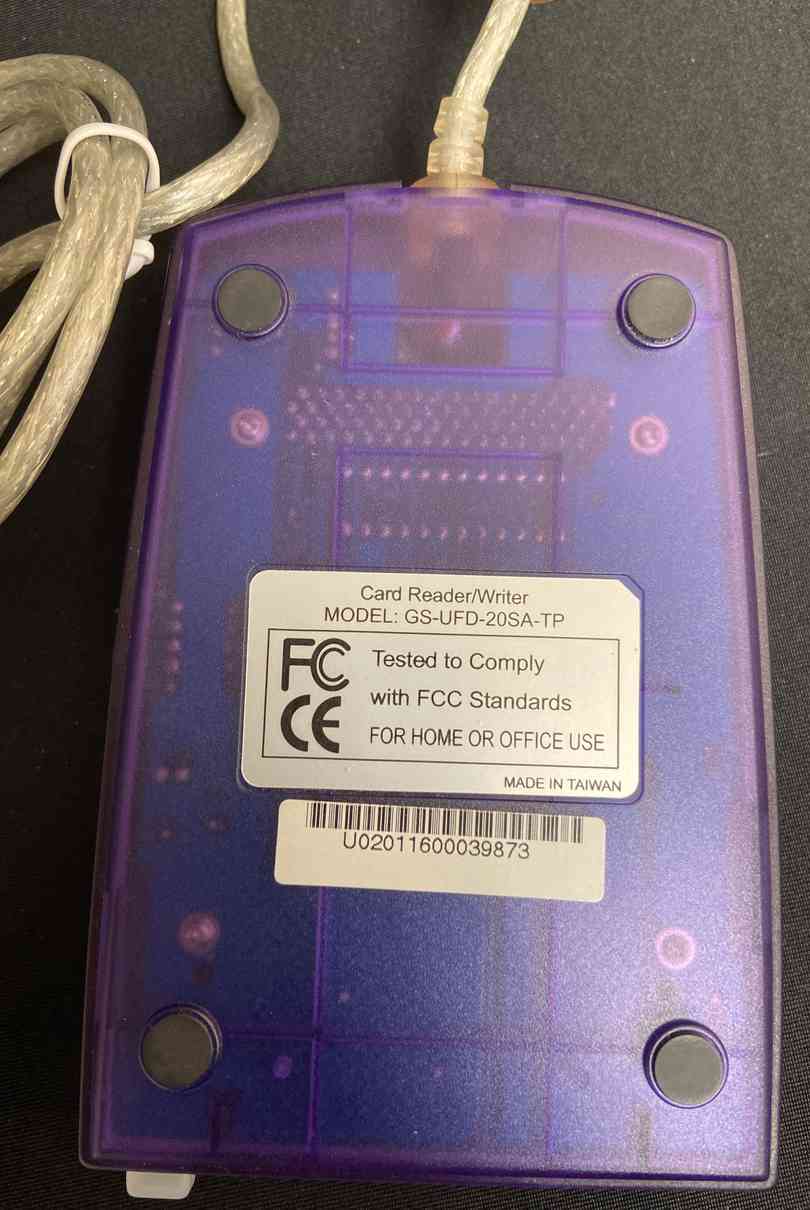 Card Reader/Writer
MODEL: GS-UFD-20SA-TP
FC
Tested to Comply
with FCC Standards
CE
FOR HOME OR OFFICE USE
MADE IN TAIWAN
U02011600039873